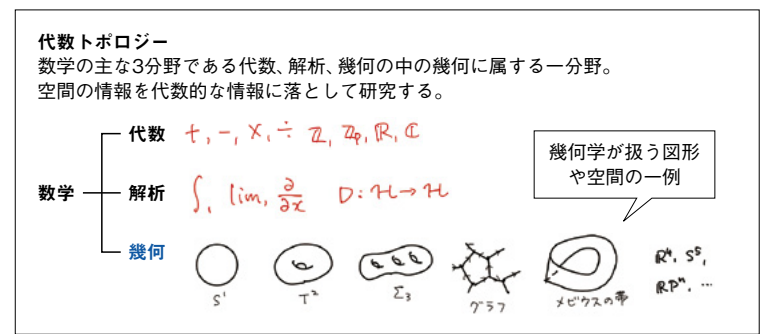 代数トポロジー
数学の主な3分野である代数、解析、幾何の中の幾何に属する一分野。
空間の情報を代数的な情報に落として研究する。
数学
代数 +, −, ×, ÷ ℤ, ℤp, ℝ, ℂ
解析 ∫, lim, ∂/∂x D: H → H
幾何
幾何学が扱う図形
や空間の一例
S¹ T² Σ₃ グラフ メビウスの帯
ℝ⁴, S⁵,
ℝPⁿ, …